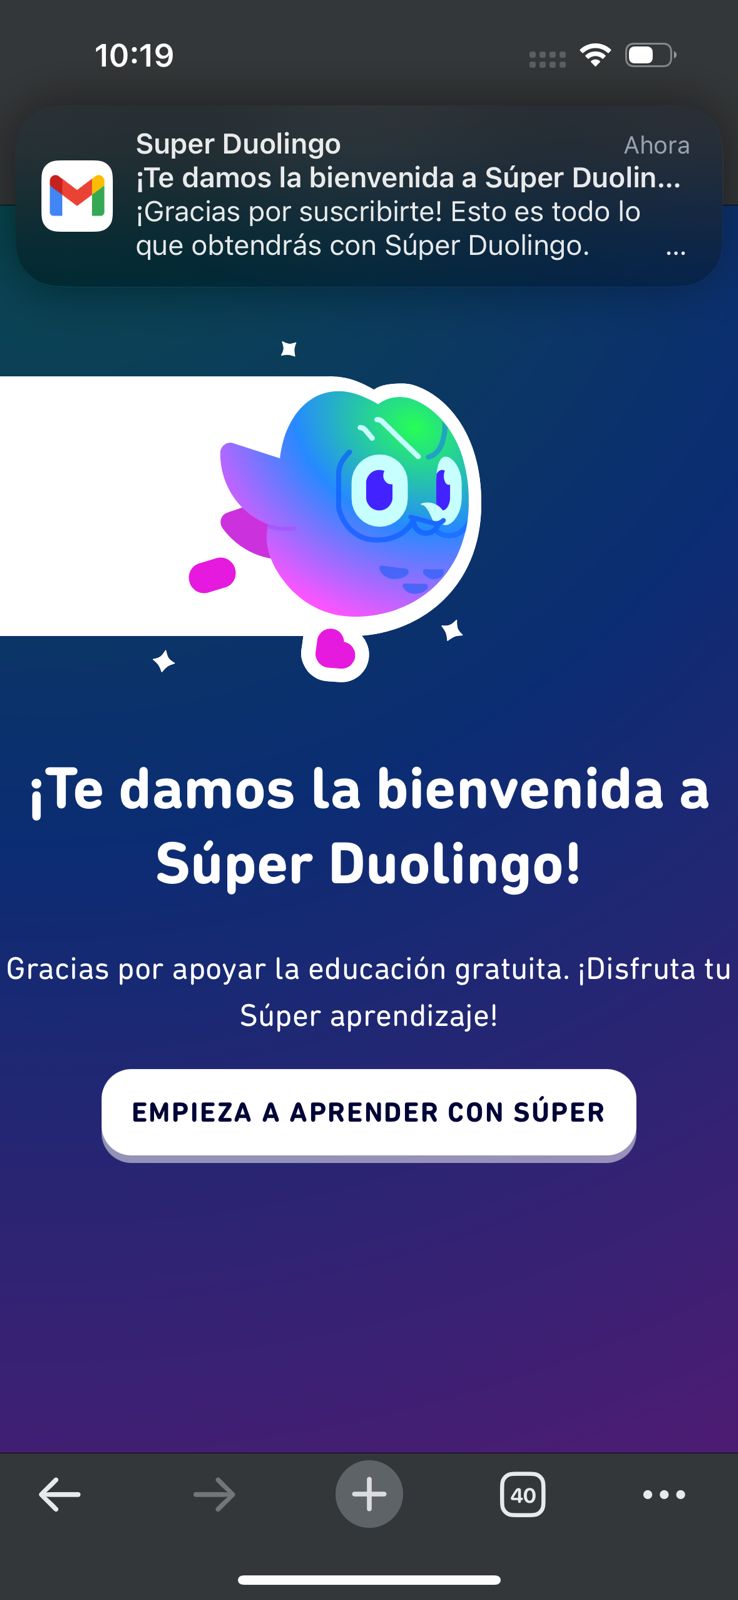 10:19
Super Duolingo
Ahora
¡Te damos la bienvenida a Súper Duolin...
¡Gracias por suscribirte! Esto es todo lo
que obtendrás con Súper Duolingo. ...
¡Te damos la bienvenida a
Súper Duolingo!
Gracias por apoyar la educación gratuita. ¡Disfruta tu
Súper aprendizaje!
EMPIEZA A APRENDER CON SÚPER
40